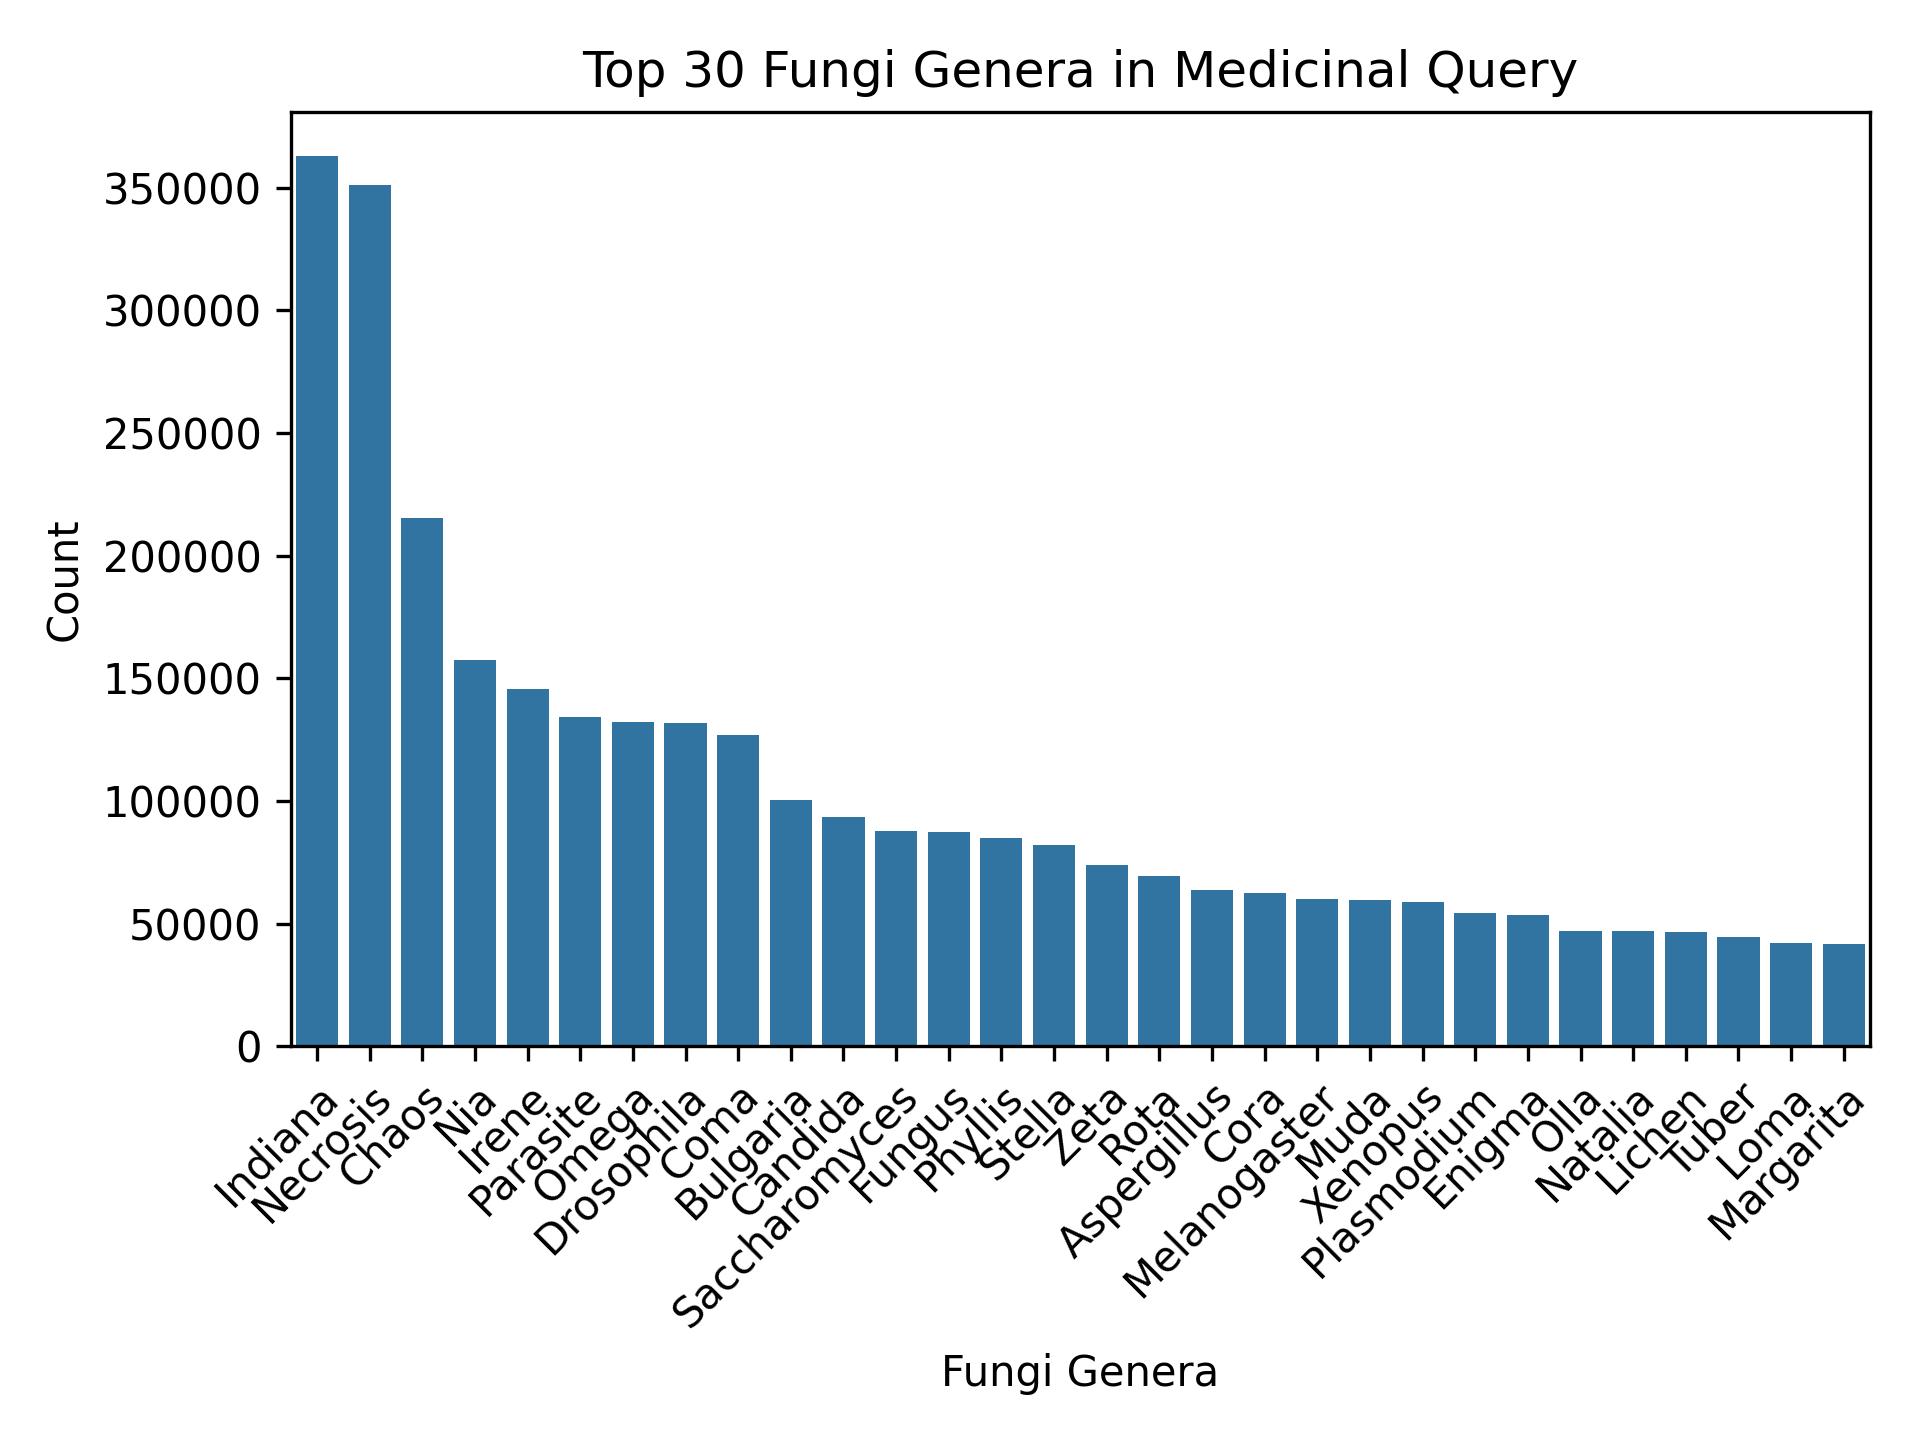 Top 30 Fungi Genera in Medicinal Query
350000
300000
250000
200000
150000
100000
50000
0
Count
Indiana
Necrosis
Chaos
Nia
Irene
Parasite
Omega
Drosophila
Coma
Bulgaria
Candida
Saccharomyces
Fungus
Phyllis
Stella
Zeta
Rota
Aspergillus
Cora
Melanogaster
Muda
Xenopus
Plasmodium
Enigma
Olla
Natalia
Lichen
Tuber
Loma
Margarita
Fungi Genera